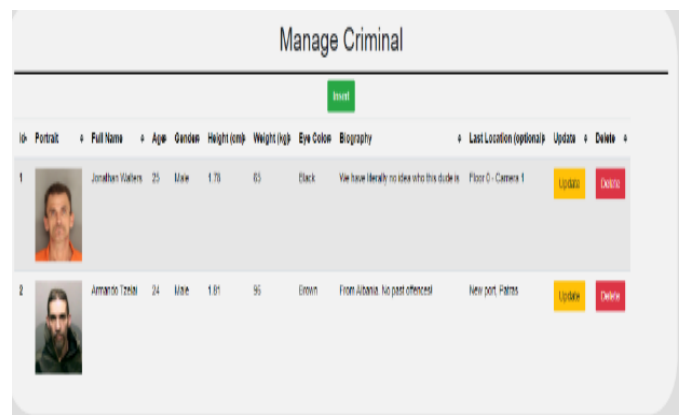 Manage Criminal
Insert
Id Portrait Full Name Age Gender Height (cm) Weight (kg) Eye Color Biography Last Location (optional) Update Delete
1 Jonathan Walters 25 Male 1.78 Black We have literally no idea who this dude is Floor 0 - Camera 1 Update Delete
2 Armando Tzelai 24 Male 1.81 Brown From Albania. No past offences! New port, Patras Update Delete